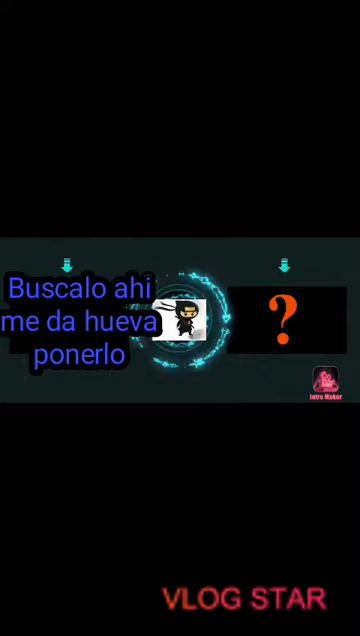 Buscalo ahi
me da hueva
ponerlo
?
Intro Maker
VLOG STAR